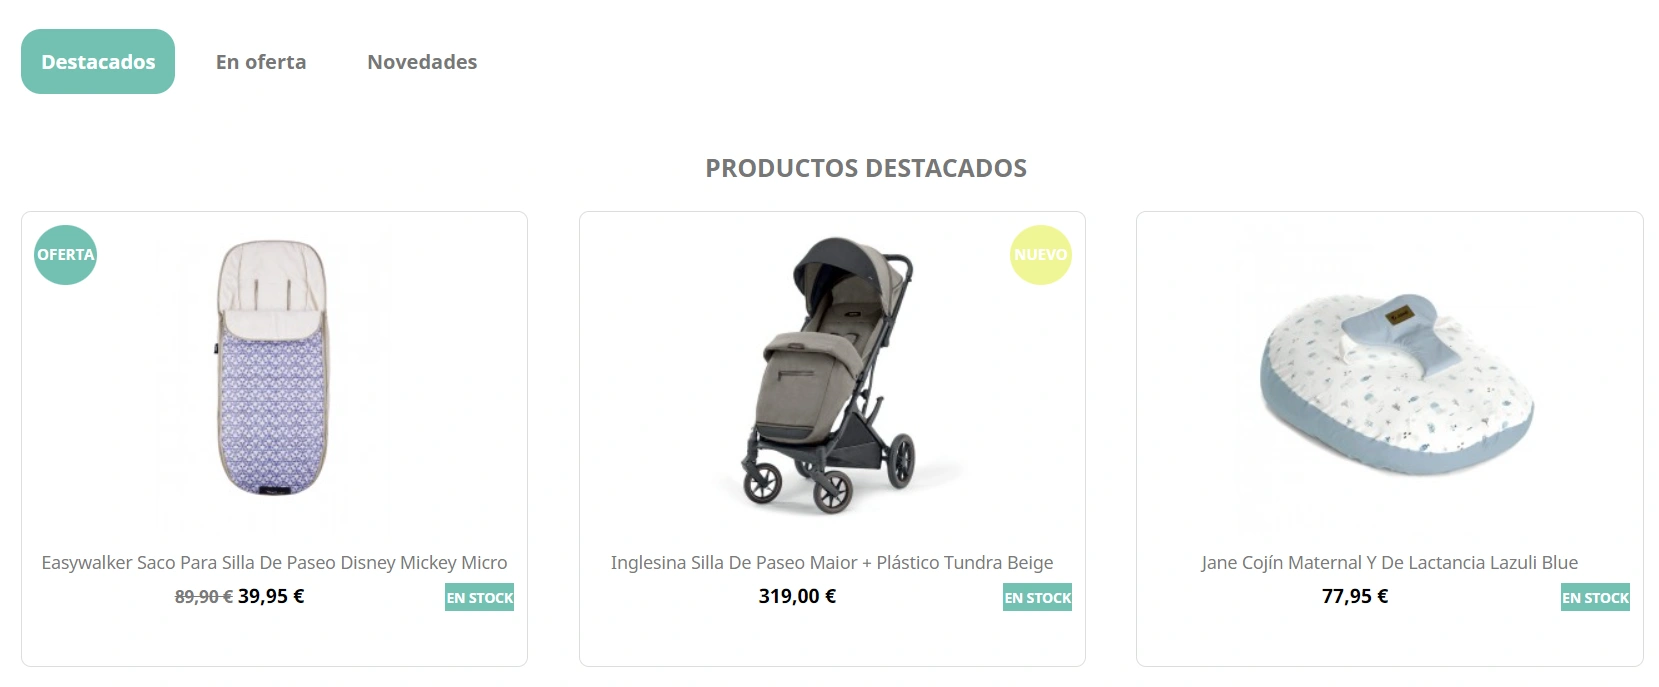 Destacados
En oferta
Novedades
PRODUCTOS DESTACADOS
OFERTA
Easywalker Saco Para Silla De Paseo Disney Mickey Micro
89,90 € 39,95 €
EN STOCK
NUEVO
Inglesina Silla De Paseo Maior + Plástico Tundra Beige
319,00 €
EN STOCK
Jane Cojín Maternal Y De Lactancia Lazuli Blue
77,95 €
EN STOCK